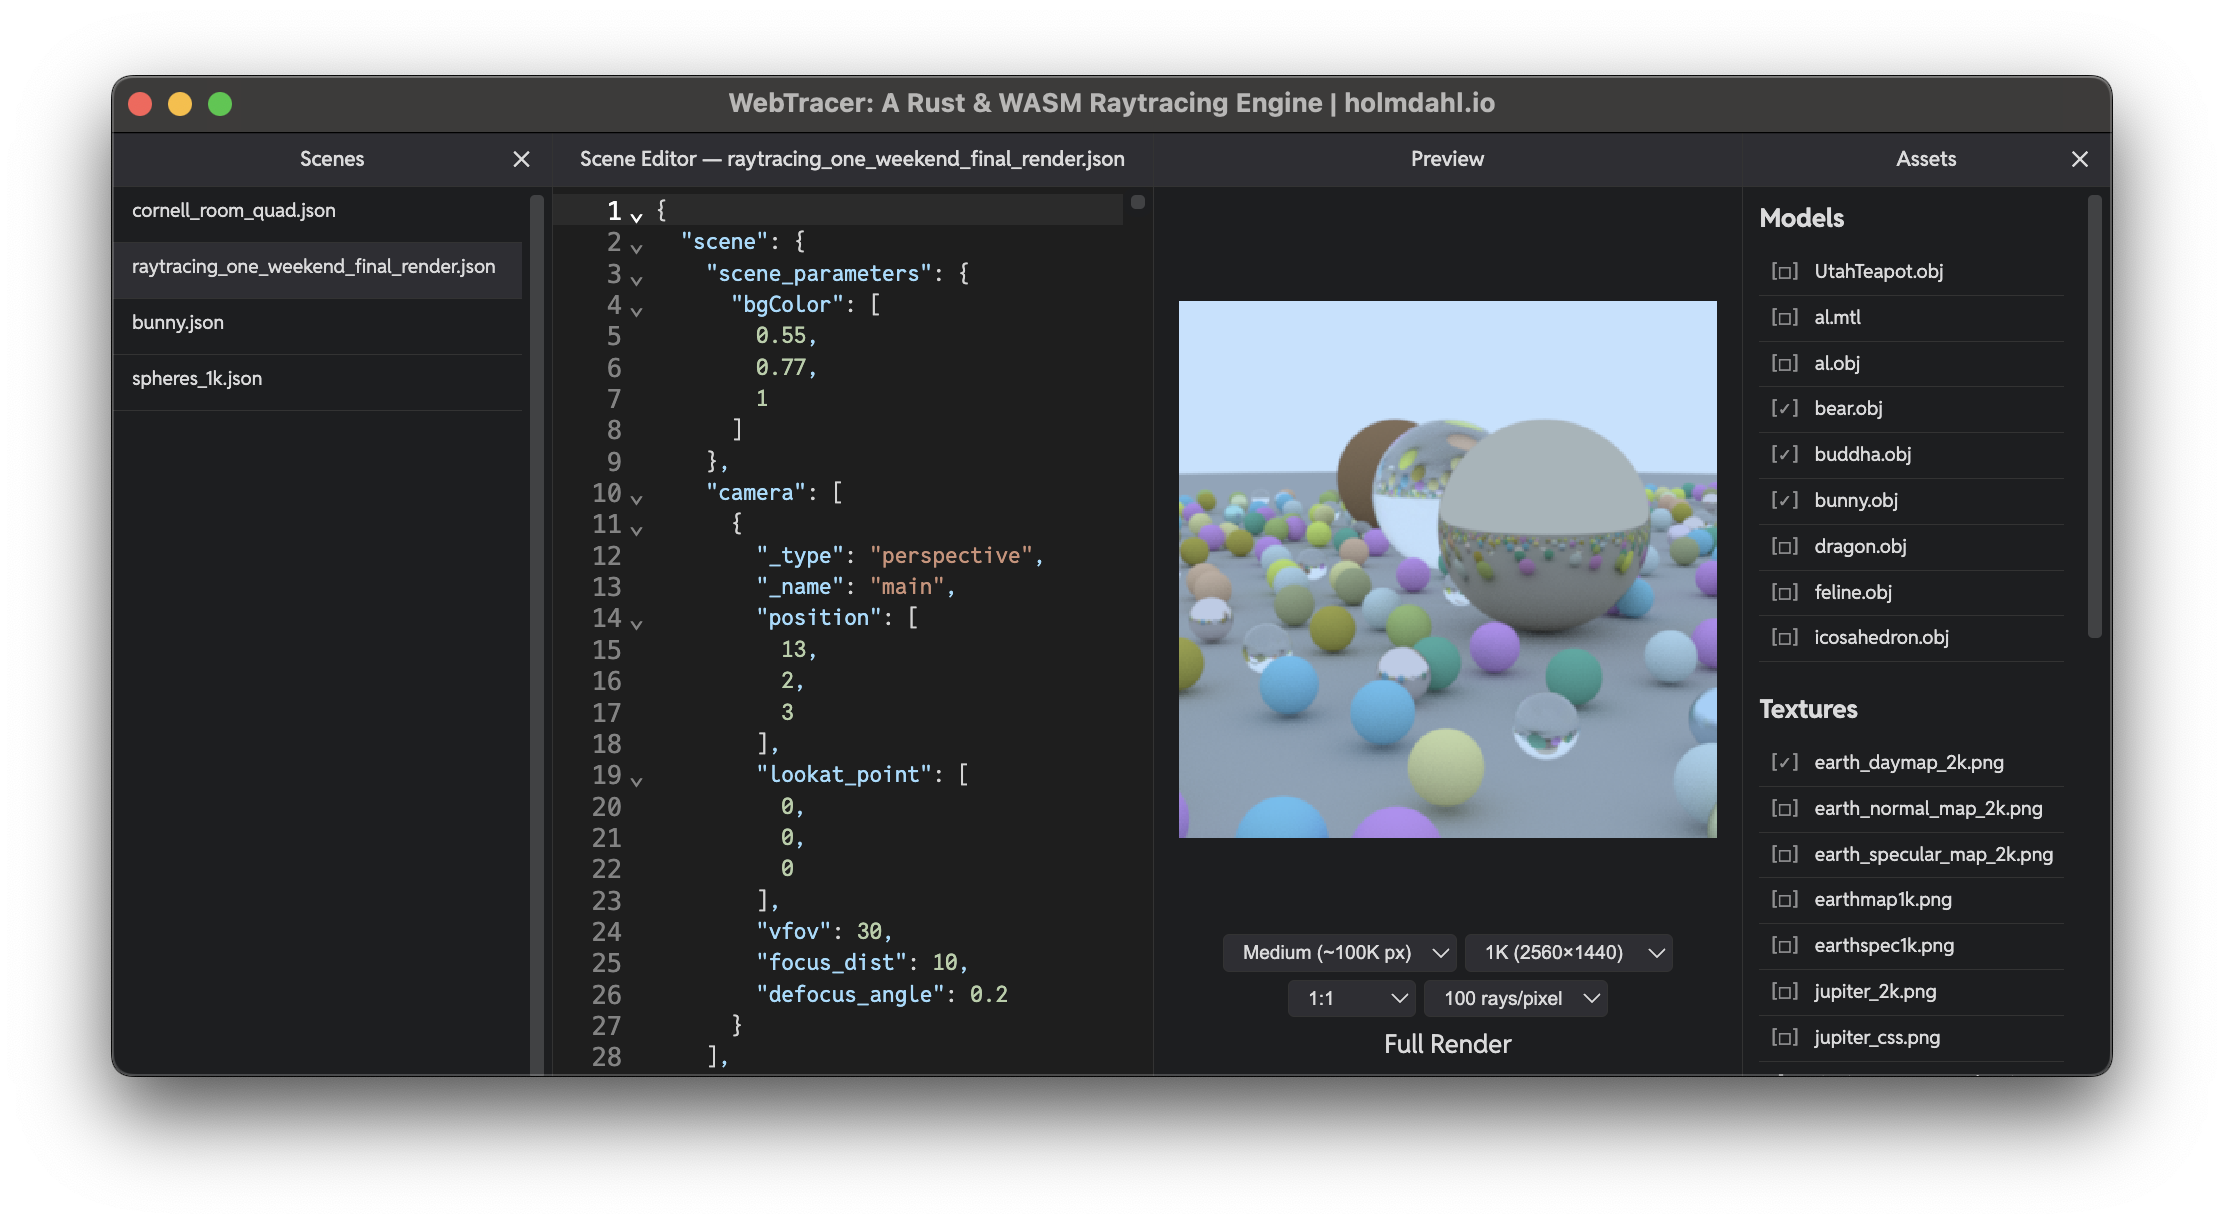 WebTracer: A Rust & WASM Raytracing Engine | holmdahl.io
Scenes
cornell_room_quad.json
raytracing_one_weekend_final_render.json
bunny.json
spheres_1k.json
Scene Editor — raytracing_one_weekend_final_render.json
1 {
2 "scene": {
3 "scene_parameters": {
4 "bgColor": [
5 0.55,
6 0.77,
7 1
8 ]
9 },
10 "camera": [
11 {
12 "_type": "perspective",
13 "_name": "main",
14 "position": [
15 13,
16 2,
17 3
18 ],
19 "lookat_point": [
20 0,
21 0,
22 0
23 ],
24 "vfov": 30,
25 "focus_dist": 10,
26 "defocus_angle": 0.2
27 }
28 ],
Preview
Medium (~100K px)
1K (2560×1440)
1:1
100 rays/pixel
Full Render
Assets
Models
[□] UtahTeapot.obj
[□] al.mtl
[□] al.obj
[✓] bear.obj
[✓] buddha.obj
[✓] bunny.obj
[□] dragon.obj
[□] feline.obj
[□] icosahedron.obj
Textures
[✓] earth_daymap_2k.png
[□] earth_normal_map_2k.png
[□] earth_specular_map_2k.png
[□] earthmap1k.png
[□] earthspec1k.png
[□] jupiter_2k.png
[□] jupiter_css.png